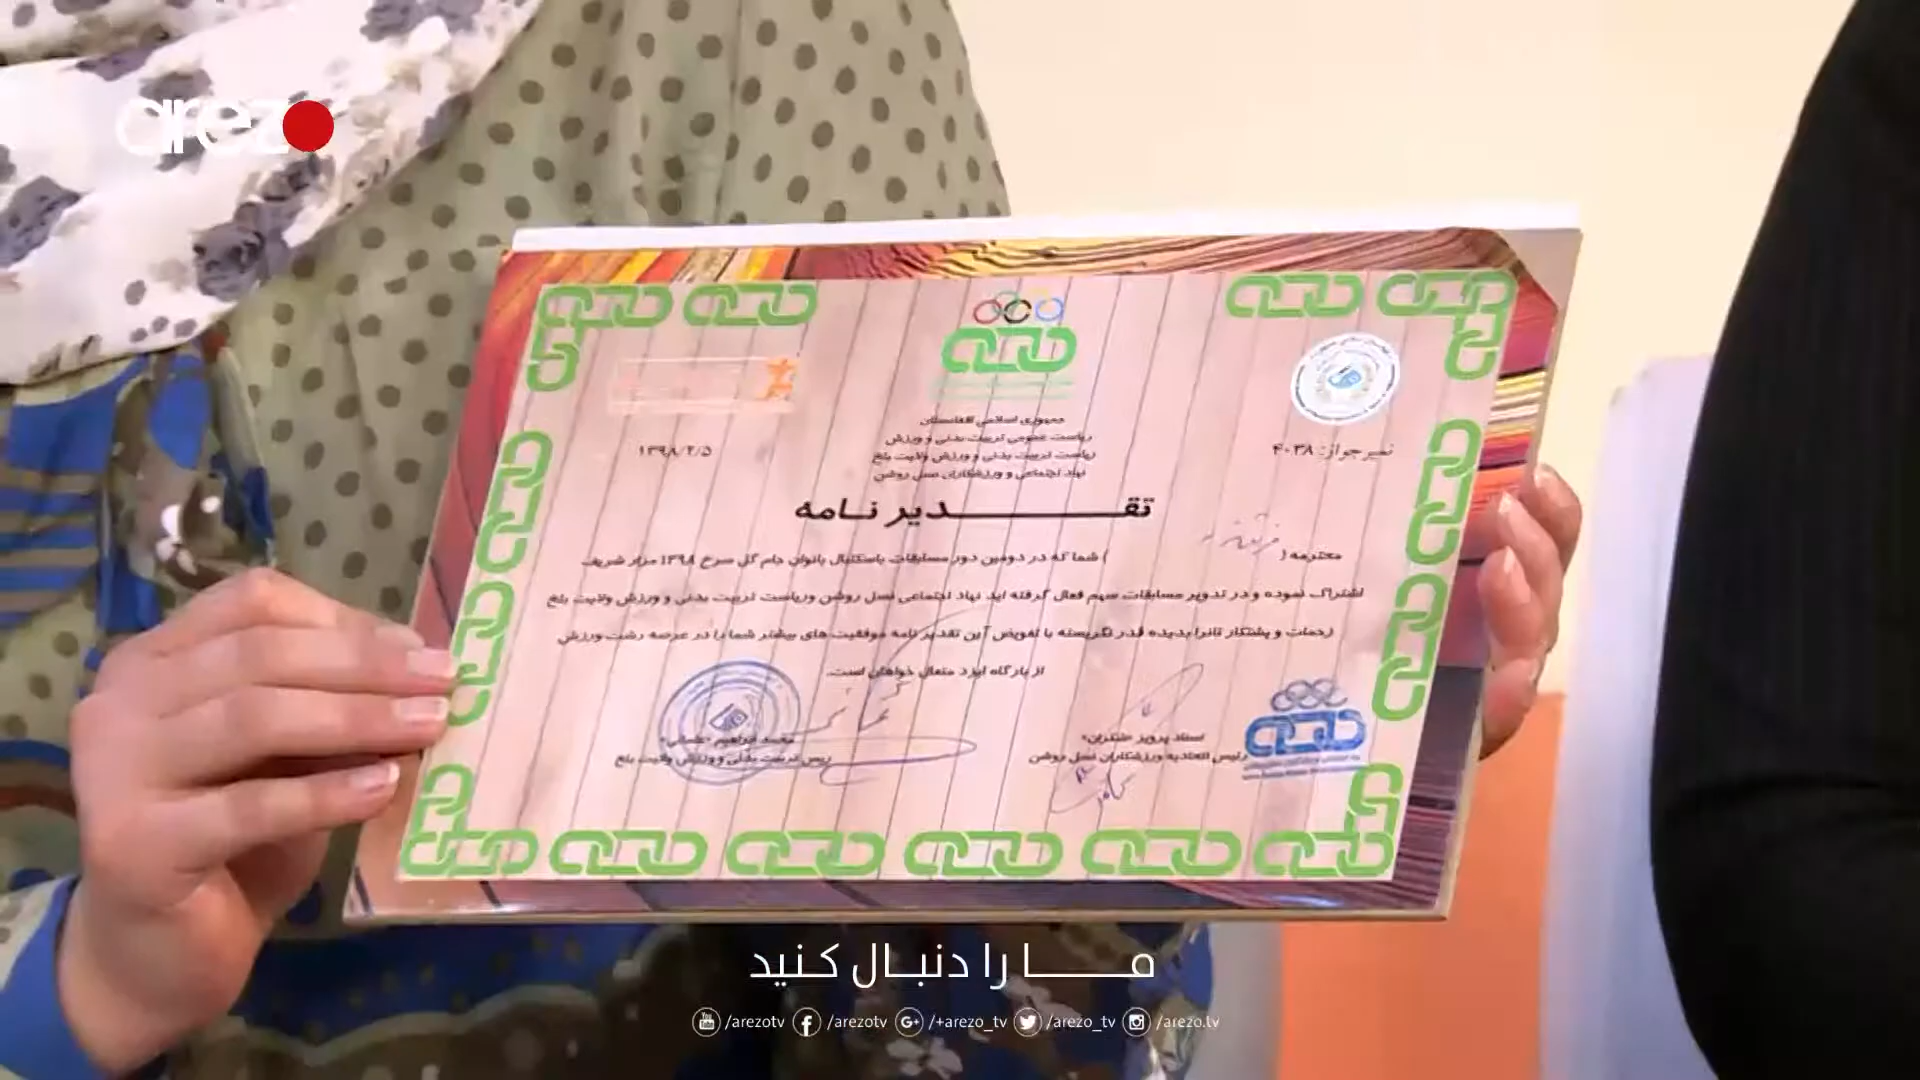 arezo
جمهوری اسلامی افغانستان
ریاست عمومی تربیت بدنی و ورزش
ریاست تربیت بدنی و ورزش ولایت بلخ
نهاد اجتماعی و ورزشکاران نسل روشن
نمبر جواز: ۴۰۳۸
۱۳۹۸/۲/۵
تقـــــدیر نـامه
محترمه ( ) شما که در دومین دور مسابقات باسکتبال بانوان جام گل سرخ ۱۳۹۸ مزار شریف
اشتراک نموده و در تدویر مسابقات سهم فعال گرفته اید نهاد اجتماعی نسل روشن وریاست تربیت بدنی و ورزش ولایت بلخ
زحمات و پشتکار تانرا بدیده قدر نگریسته با تفویض این تقدیر نامه موفقیت های بیشتر شما را در عرصه رشت ورزش
از بارگاه ایزد متعال خواهان است.
استاد پرویز
رئیس اتحادیه ورزشکاران نسل روشن
محمد ابراهیم
رییس تربیت بدنی و ورزش ولایت بلخ
مـــا را دنبـال کـنید
/arezotv /arezotv /+arezo_tv /arezo_tv /arezo.tv